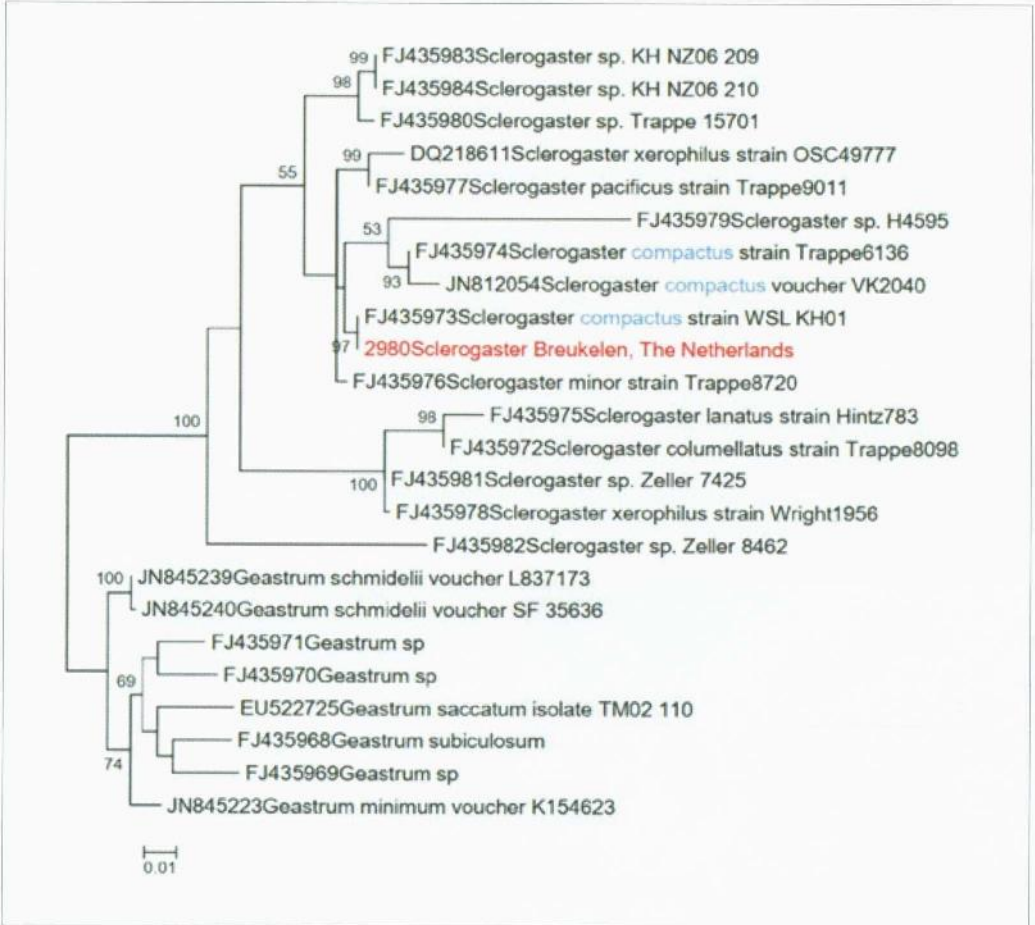 99
FJ435983Sclerogaster sp. KH NZ06 209
98
FJ435984Sclerogaster sp. KH NZ06 210
FJ435980Sclerogaster sp. Trappe 15701
99
DQ218611Sclerogaster xerophilus strain OSC49777
55
FJ435977Sclerogaster pacificus strain Trappe9011
FJ435979Sclerogaster sp. H4595
53
FJ435974Sclerogaster compactus strain Trappe6136
93
JN812054Sclerogaster compactus voucher VK2040
FJ435973Sclerogaster compactus strain WSL KH01
97
2980Sclerogaster Breukelen, The Netherlands
FJ435976Sclerogaster minor strain Trappe8720
98
FJ435975Sclerogaster lanatus strain Hintz783
100
FJ435972Sclerogaster columellatus strain Trappe8098
100
FJ435981Sclerogaster sp. Zeller 7425
FJ435978Sclerogaster xerophilus strain Wright1956
FJ435982Sclerogaster sp. Zeller 8462
100
JN845239Geastrum schmidelii voucher L837173
JN845240Geastrum schmidelii voucher SF 35636
FJ435971Geastrum sp
69
FJ435970Geastrum sp
EU522725Geastrum saccatum isolate TM02 110
FJ435968Geastrum subiculosum
74
FJ435969Geastrum sp
JN845223Geastrum minimum voucher K154623
0.01